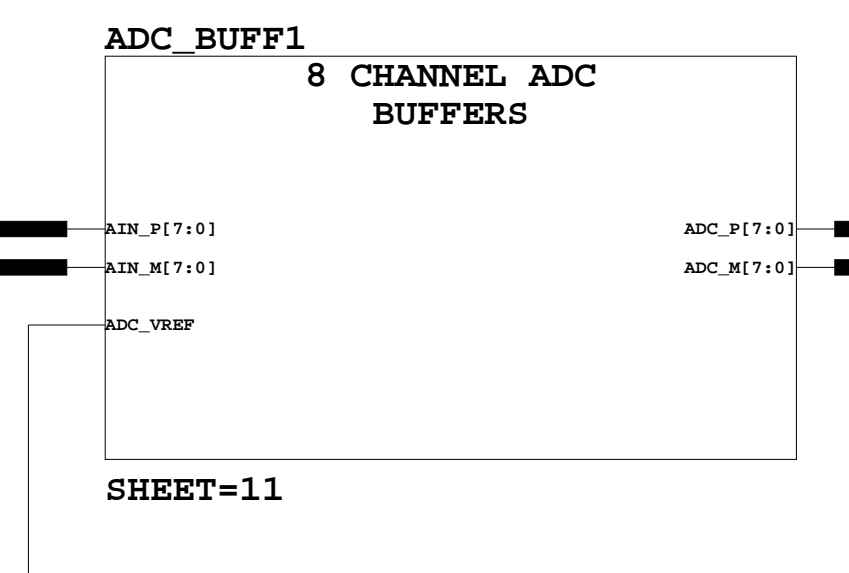 ADC_BUFF1
8 CHANNEL ADC
BUFFERS
AIN_P[7:0]
ADC_P[7:0]
AIN_M[7:0]
ADC_M[7:0]
ADC_VREF
SHEET=11